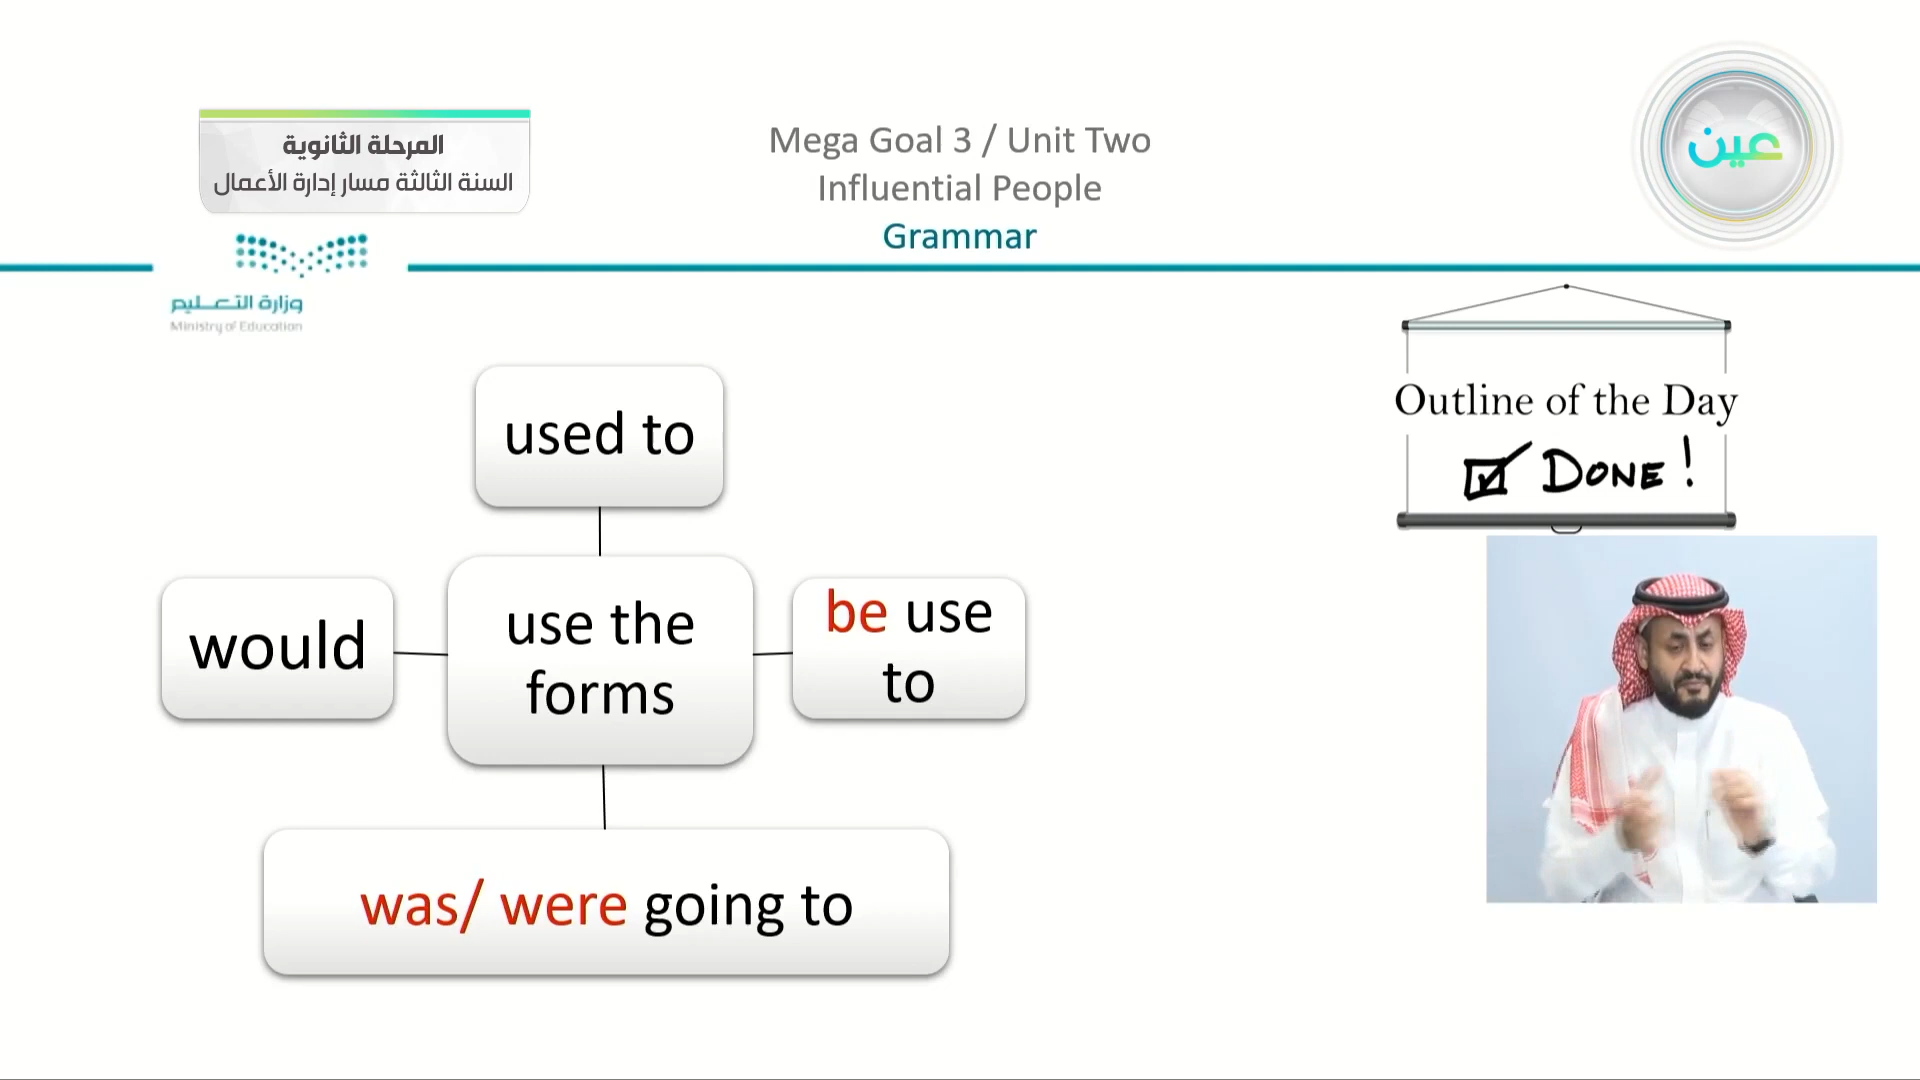 المرحلة الثانوية
السنة الثالثة مسار إدارة الأعمال
Mega Goal 3 / Unit Two
Influential People
Grammar
عين
وزارة التعليم
Ministry of Education
Outline of the Day
DONE!
used to
would
use the
forms
be use
to
was/ were going to